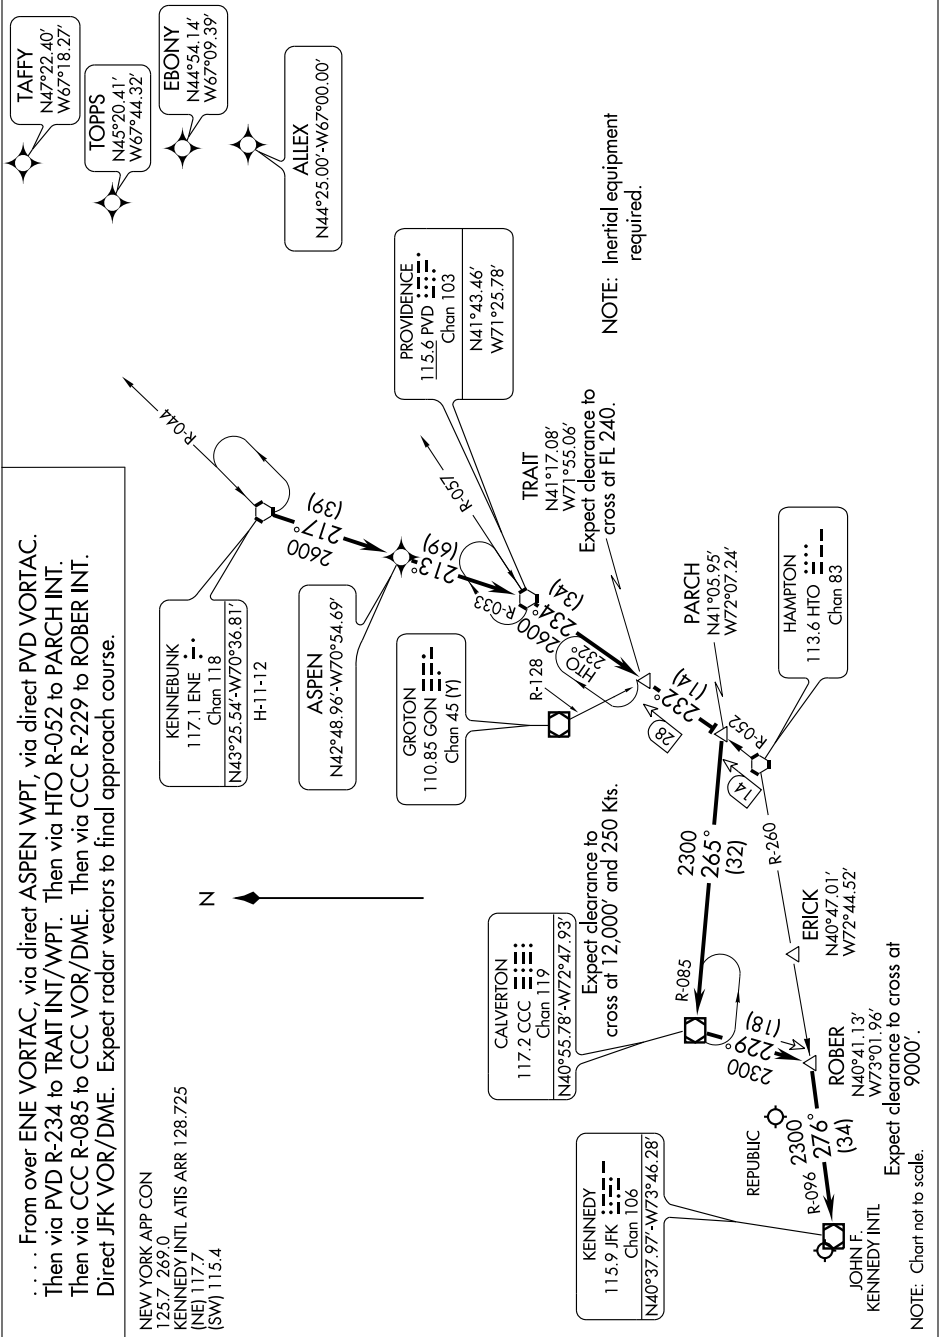 . . . . From over ENE VORTAC, via direct ASPEN WPT, via direct PVD VORTAC.
Then via PVD R-234 to TRAIT INT/WPT. Then via HTO R-052 to PARCH INT.
Then via CCC R-085 to CCC VOR/DME. Then via CCC R-229 to ROBER INT.
Direct JFK VOR/DME. Expect radar vectors to final approach course.
NEW YORK APP CON
125.7 269.0
KENNEDY INTL ATIS ARR 128.725
(NE) 117.7
(SW) 115.4
N
TAFFY
N47°22.40'
W67°18.27'
TOPPS
N45°20.41'
W67°44.32'
EBONY
N44°54.14'
W67°09.39'
ALLEX
N44°25.00'-W67°00.00'
R-044
KENNEBUNK
117.1 ENE
Chan 118
N43°25.54'-W70°36.81'
H-11-12
2600
217°
(39)
ASPEN
N42°48.96'-W70°54.69'
213°
(69)
R-057
R-033
PROVIDENCE
115.6 PVD
Chan 103
N41°43.46'
W71°25.78'
NOTE: Inertial equipment
required.
GROTON
110.85 GON
Chan 45 (Y)
R-128
2600
234°
(34)
HTO
232°
TRAIT
N41°17.08'
W71°55.06'
Expect clearance to
cross at FL 240.
28
232°
(14)
PARCH
N41°05.95'
W72°07.24'
14
R-052
HAMPTON
113.6 HTO
Chan 83
R-260
2300
265°
(32)
CALVERTON
117.2 CCC
Chan 119
N40°55.78'-W72°47.93'
Expect clearance to
cross at 12,000' and 250 Kts.
R-085
ERICK
N40°47.01'
W72°44.52'
2300
229°
(18)
ROBER
N40°41.13'
W73°01.96'
Expect clearance to cross at
9000'.
REPUBLIC
2300
276°
(34)
R-096
KENNEDY
115.9 JFK
Chan 106
N40°37.97'-W73°46.28'
JOHN F.
KENNEDY INTL
NOTE: Chart not to scale.